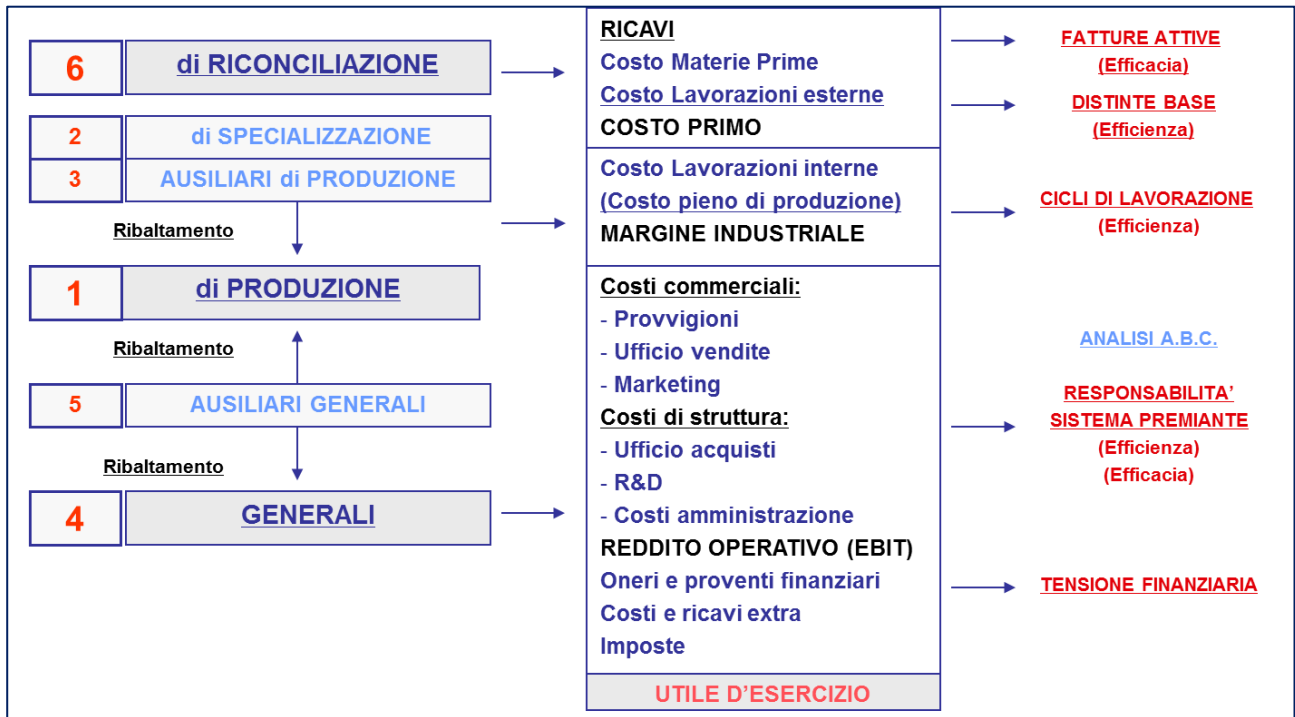 6
di RICONCILIAZIONE
2
di SPECIALIZZAZIONE
3
AUSILIARI di PRODUZIONE
Ribaltamento
1
di PRODUZIONE
Ribaltamento
5
AUSILIARI GENERALI
Ribaltamento
4
GENERALI
RICAVI
Costo Materie Prime
Costo Lavorazioni esterne
COSTO PRIMO
Costo Lavorazioni interne
(Costo pieno di produzione)
MARGINE INDUSTRIALE
Costi commerciali:
- Provvigioni
- Ufficio vendite
- Marketing
Costi di struttura:
- Ufficio acquisti
- R&D
- Costi amministrazione
REDDITO OPERATIVO (EBIT)
Oneri e proventi finanziari
Costi e ricavi extra
Imposte
UTILE D’ESERCIZIO
FATTURE ATTIVE
(Efficacia)
DISTINTE BASE
(Efficienza)
CICLI DI LAVORAZIONE
(Efficienza)
ANALISI A.B.C.
RESPONSABILITA’
SISTEMA PREMIANTE
(Efficienza)
(Efficacia)
TENSIONE FINANZIARIA